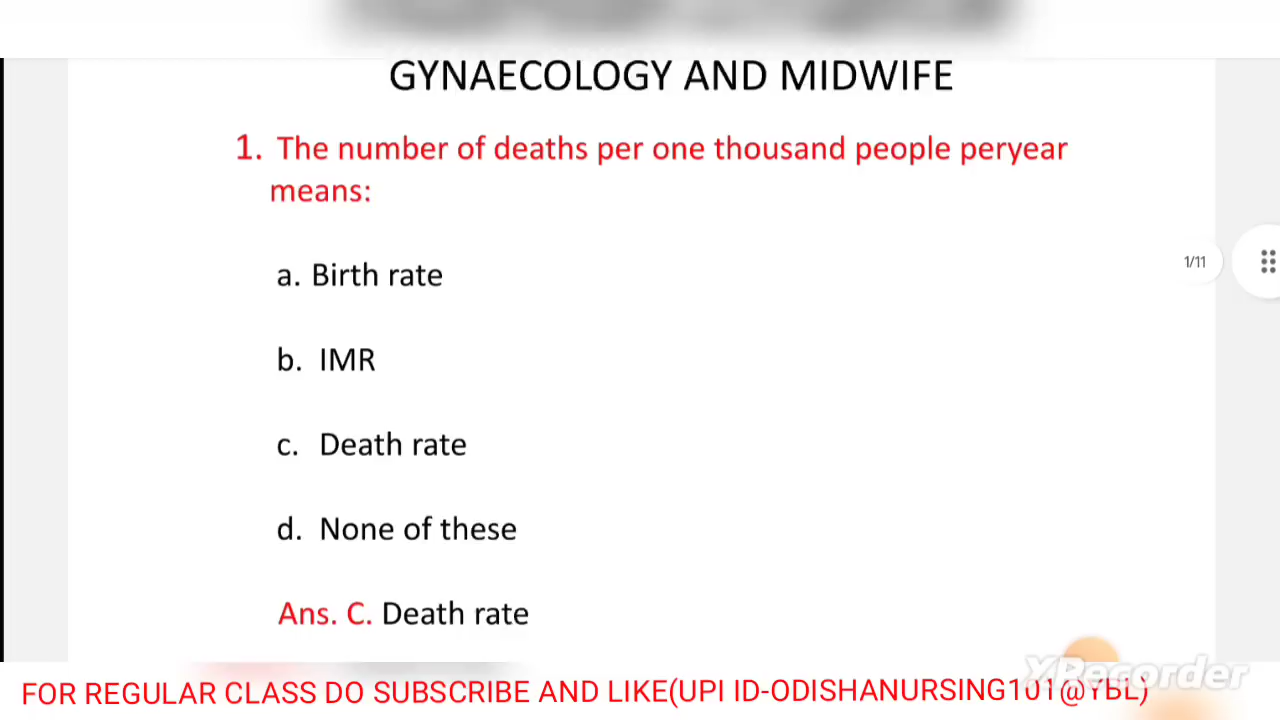 GYNAECOLOGY AND MIDWIFE
1. The number of deaths per one thousand people peryear
means:
a. Birth rate
1/11
b. IMR
c. Death rate
d. None of these
Ans. C. Death rate
XRecorder
FOR REGULAR CLASS DO SUBSCRIBE AND LIKE(UPI ID-ODISHANURSING101@YBL)